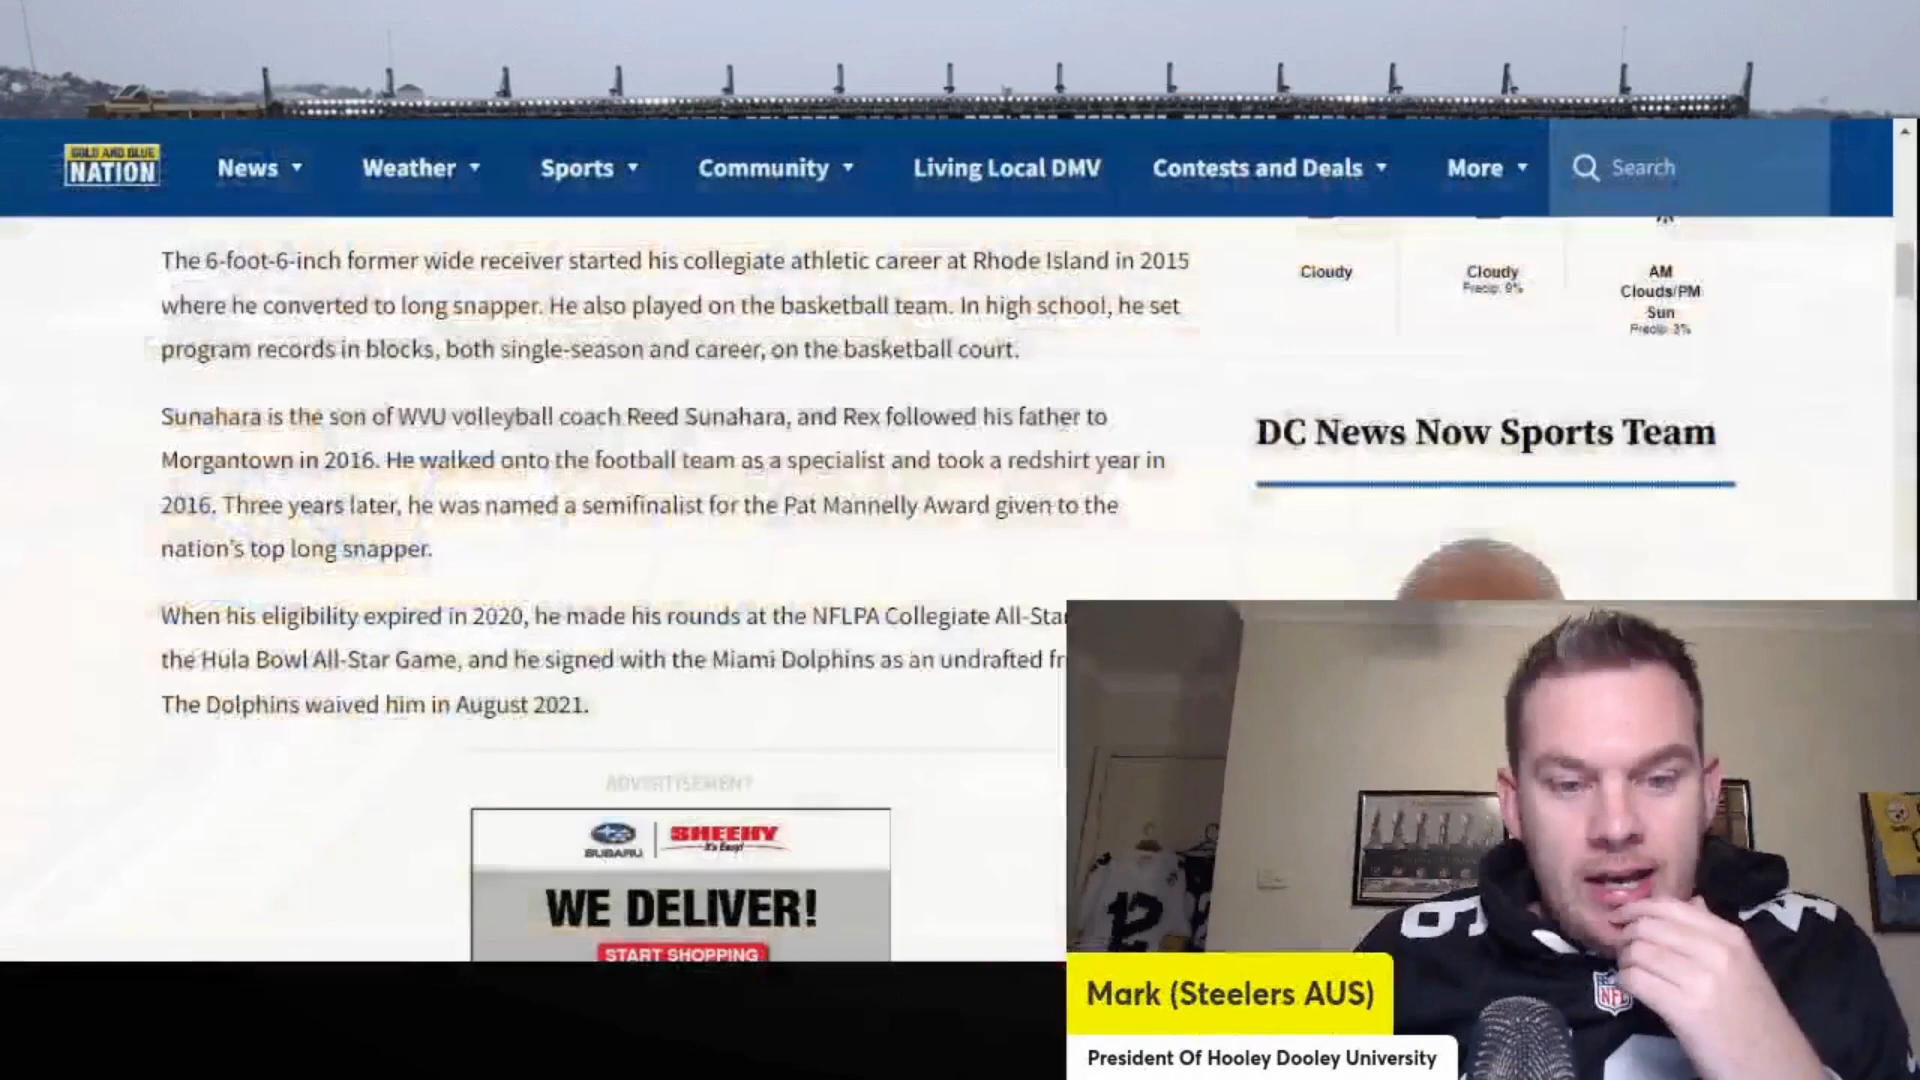 GOLD AND BLUE
NATION
News
Weather
Sports
Community
Living Local DMV
Contests and Deals
More
Search
The 6-foot-6-inch former wide receiver started his collegiate athletic career at Rhode Island in 2015
where he converted to long snapper. He also played on the basketball team. In high school, he set
program records in blocks, both single-season and career, on the basketball court.
Sunahara is the son of WVU volleyball coach Reed Sunahara, and Rex followed his father to
Morgantown in 2016. He walked onto the football team as a specialist and took a redshirt year in
2016. Three years later, he was named a semifinalist for the Pat Mannelly Award given to the
nation's top long snapper.
When his eligibility expired in 2020, he made his rounds at the NFLPA Collegiate All-Star
the Hula Bowl All-Star Game, and he signed with the Miami Dolphins as an undrafted fr
The Dolphins waived him in August 2021.
ADVERTISEMENT
SUBARU
SHEEHY
It's Easy!
WE DELIVER!
START SHOPPING
Cloudy
Cloudy
Precip: 9%
AM
Clouds/PM
Sun
Precip: 3%
DC News Now Sports Team
12
NFL
Mark (Steelers AUS)
President Of Hooley Dooley University